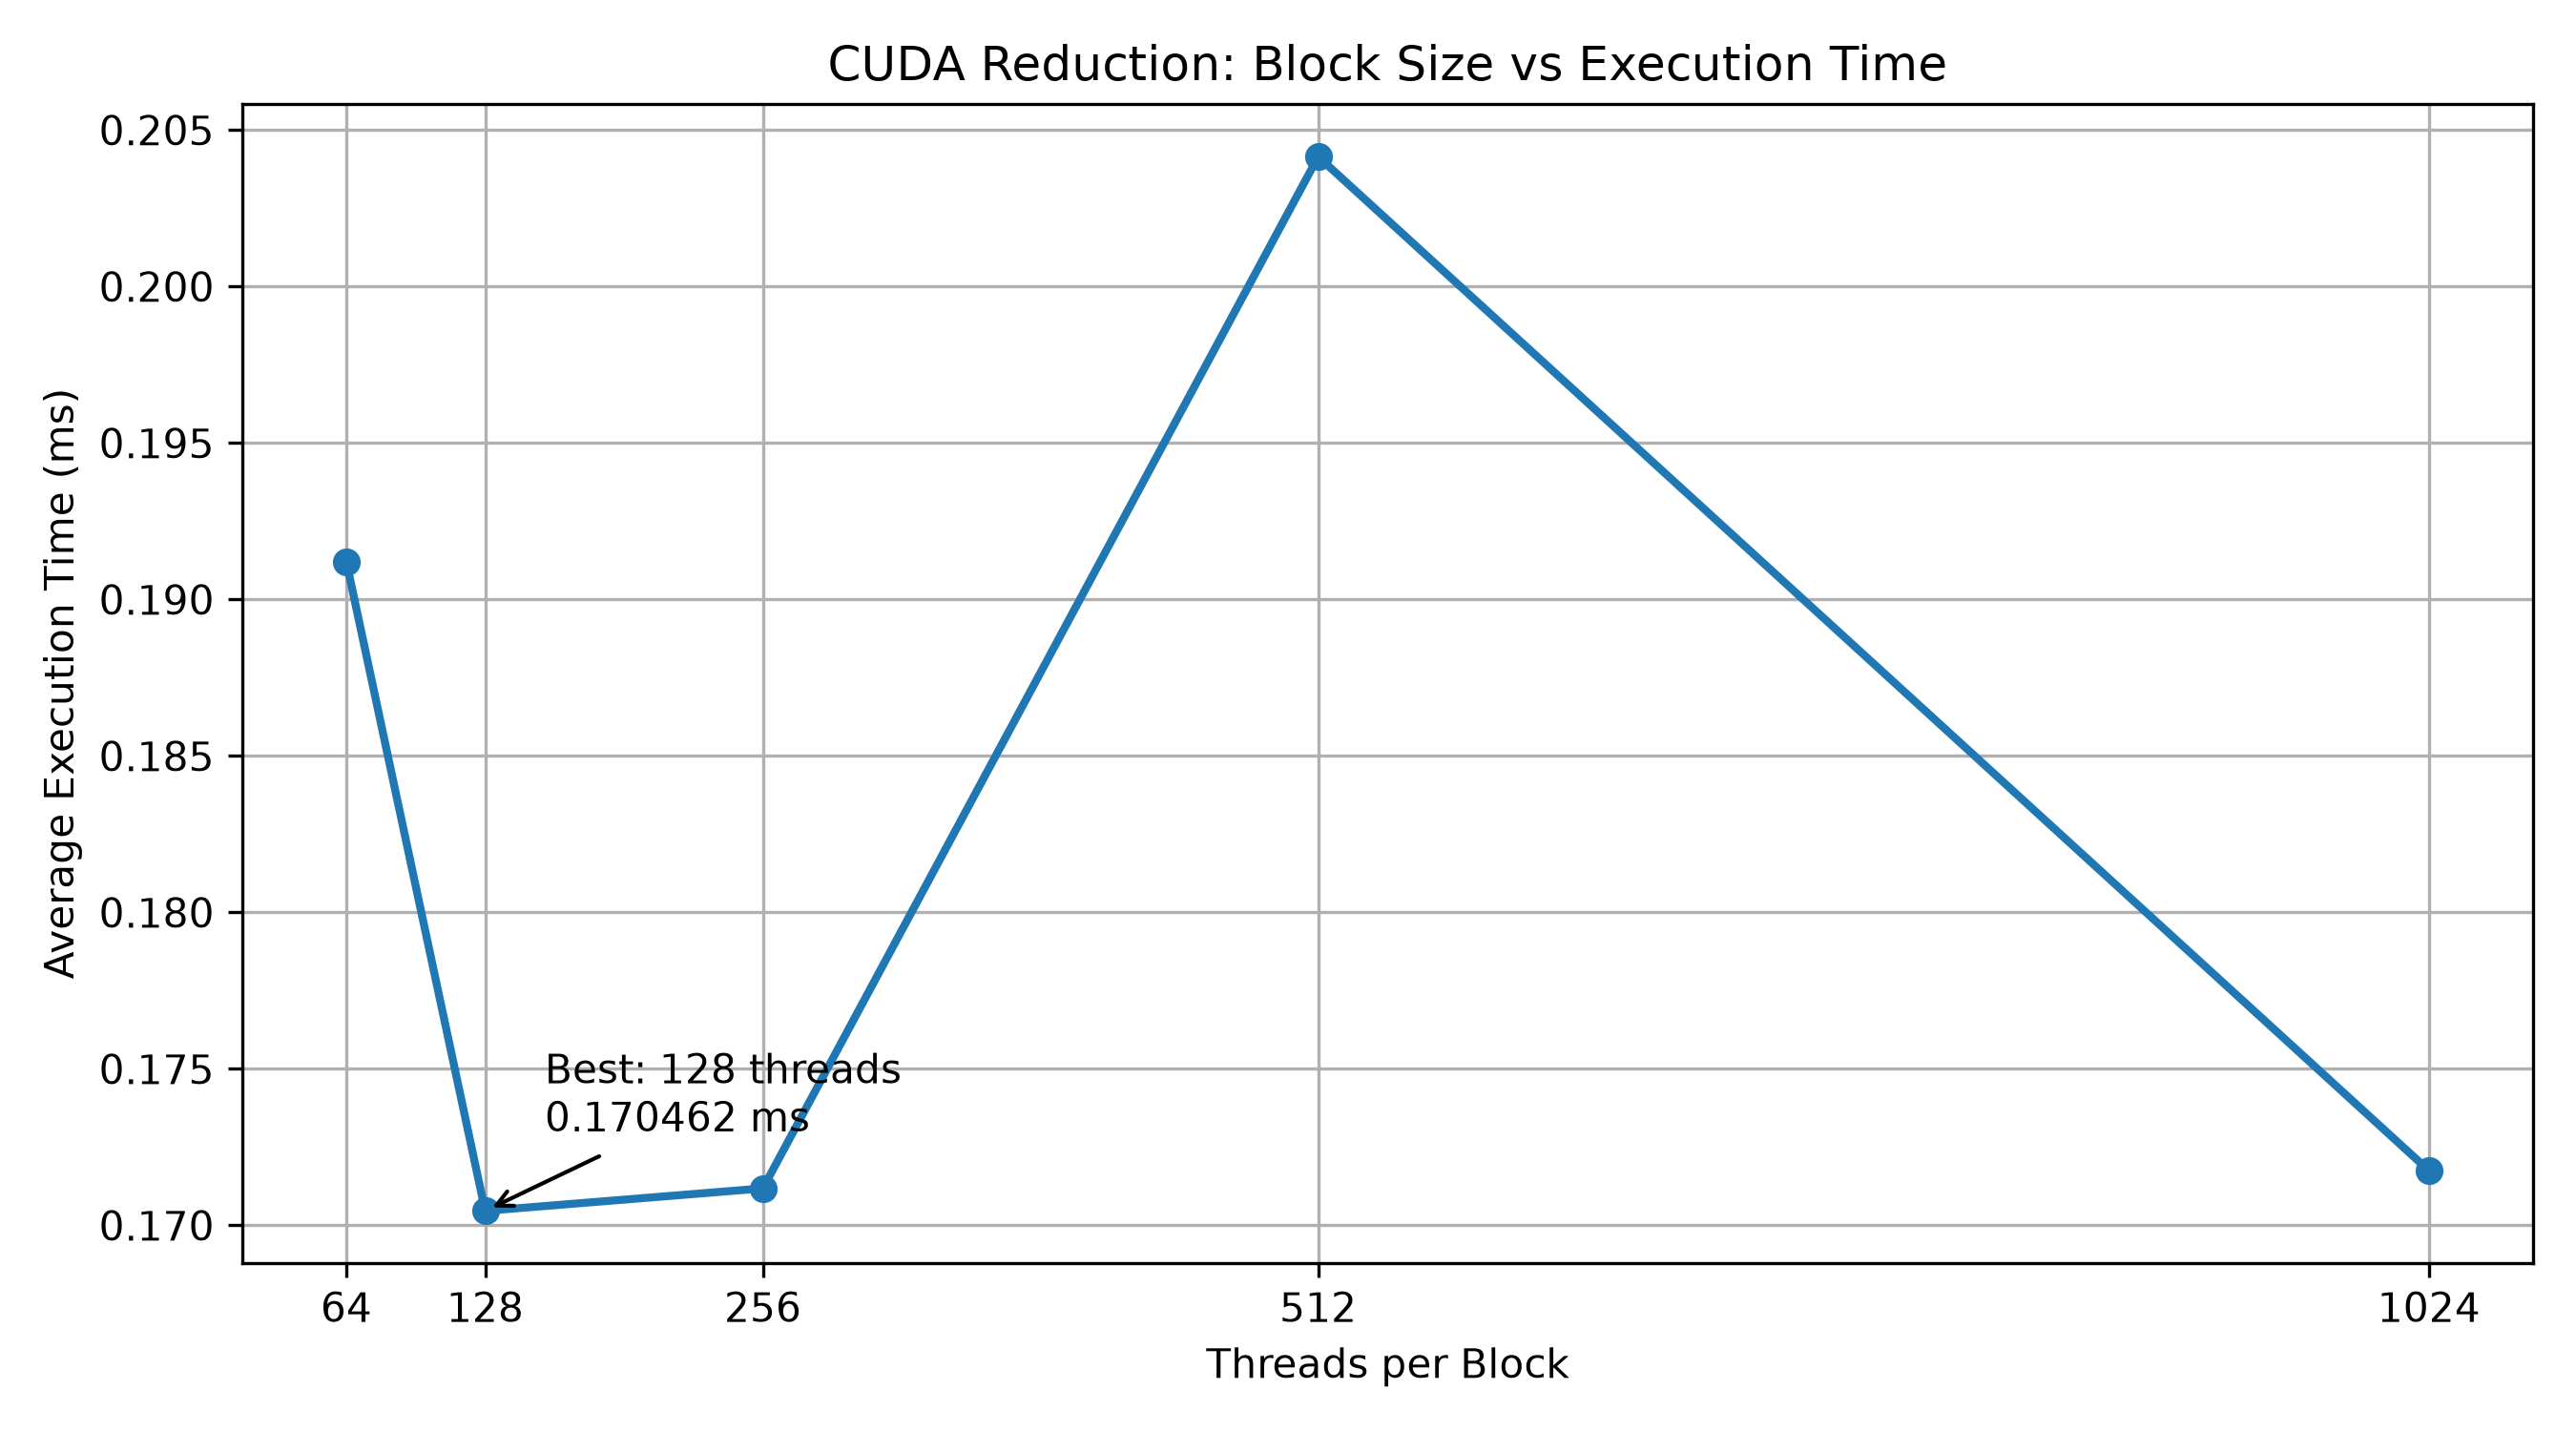 CUDA Reduction: Block Size vs Execution Time
Average Execution Time (ms)
0.205
0.200
0.195
0.190
0.185
0.180
0.175
0.170
Best: 128 threads
0.170462 ms
64 128 256 512 1024
Threads per Block